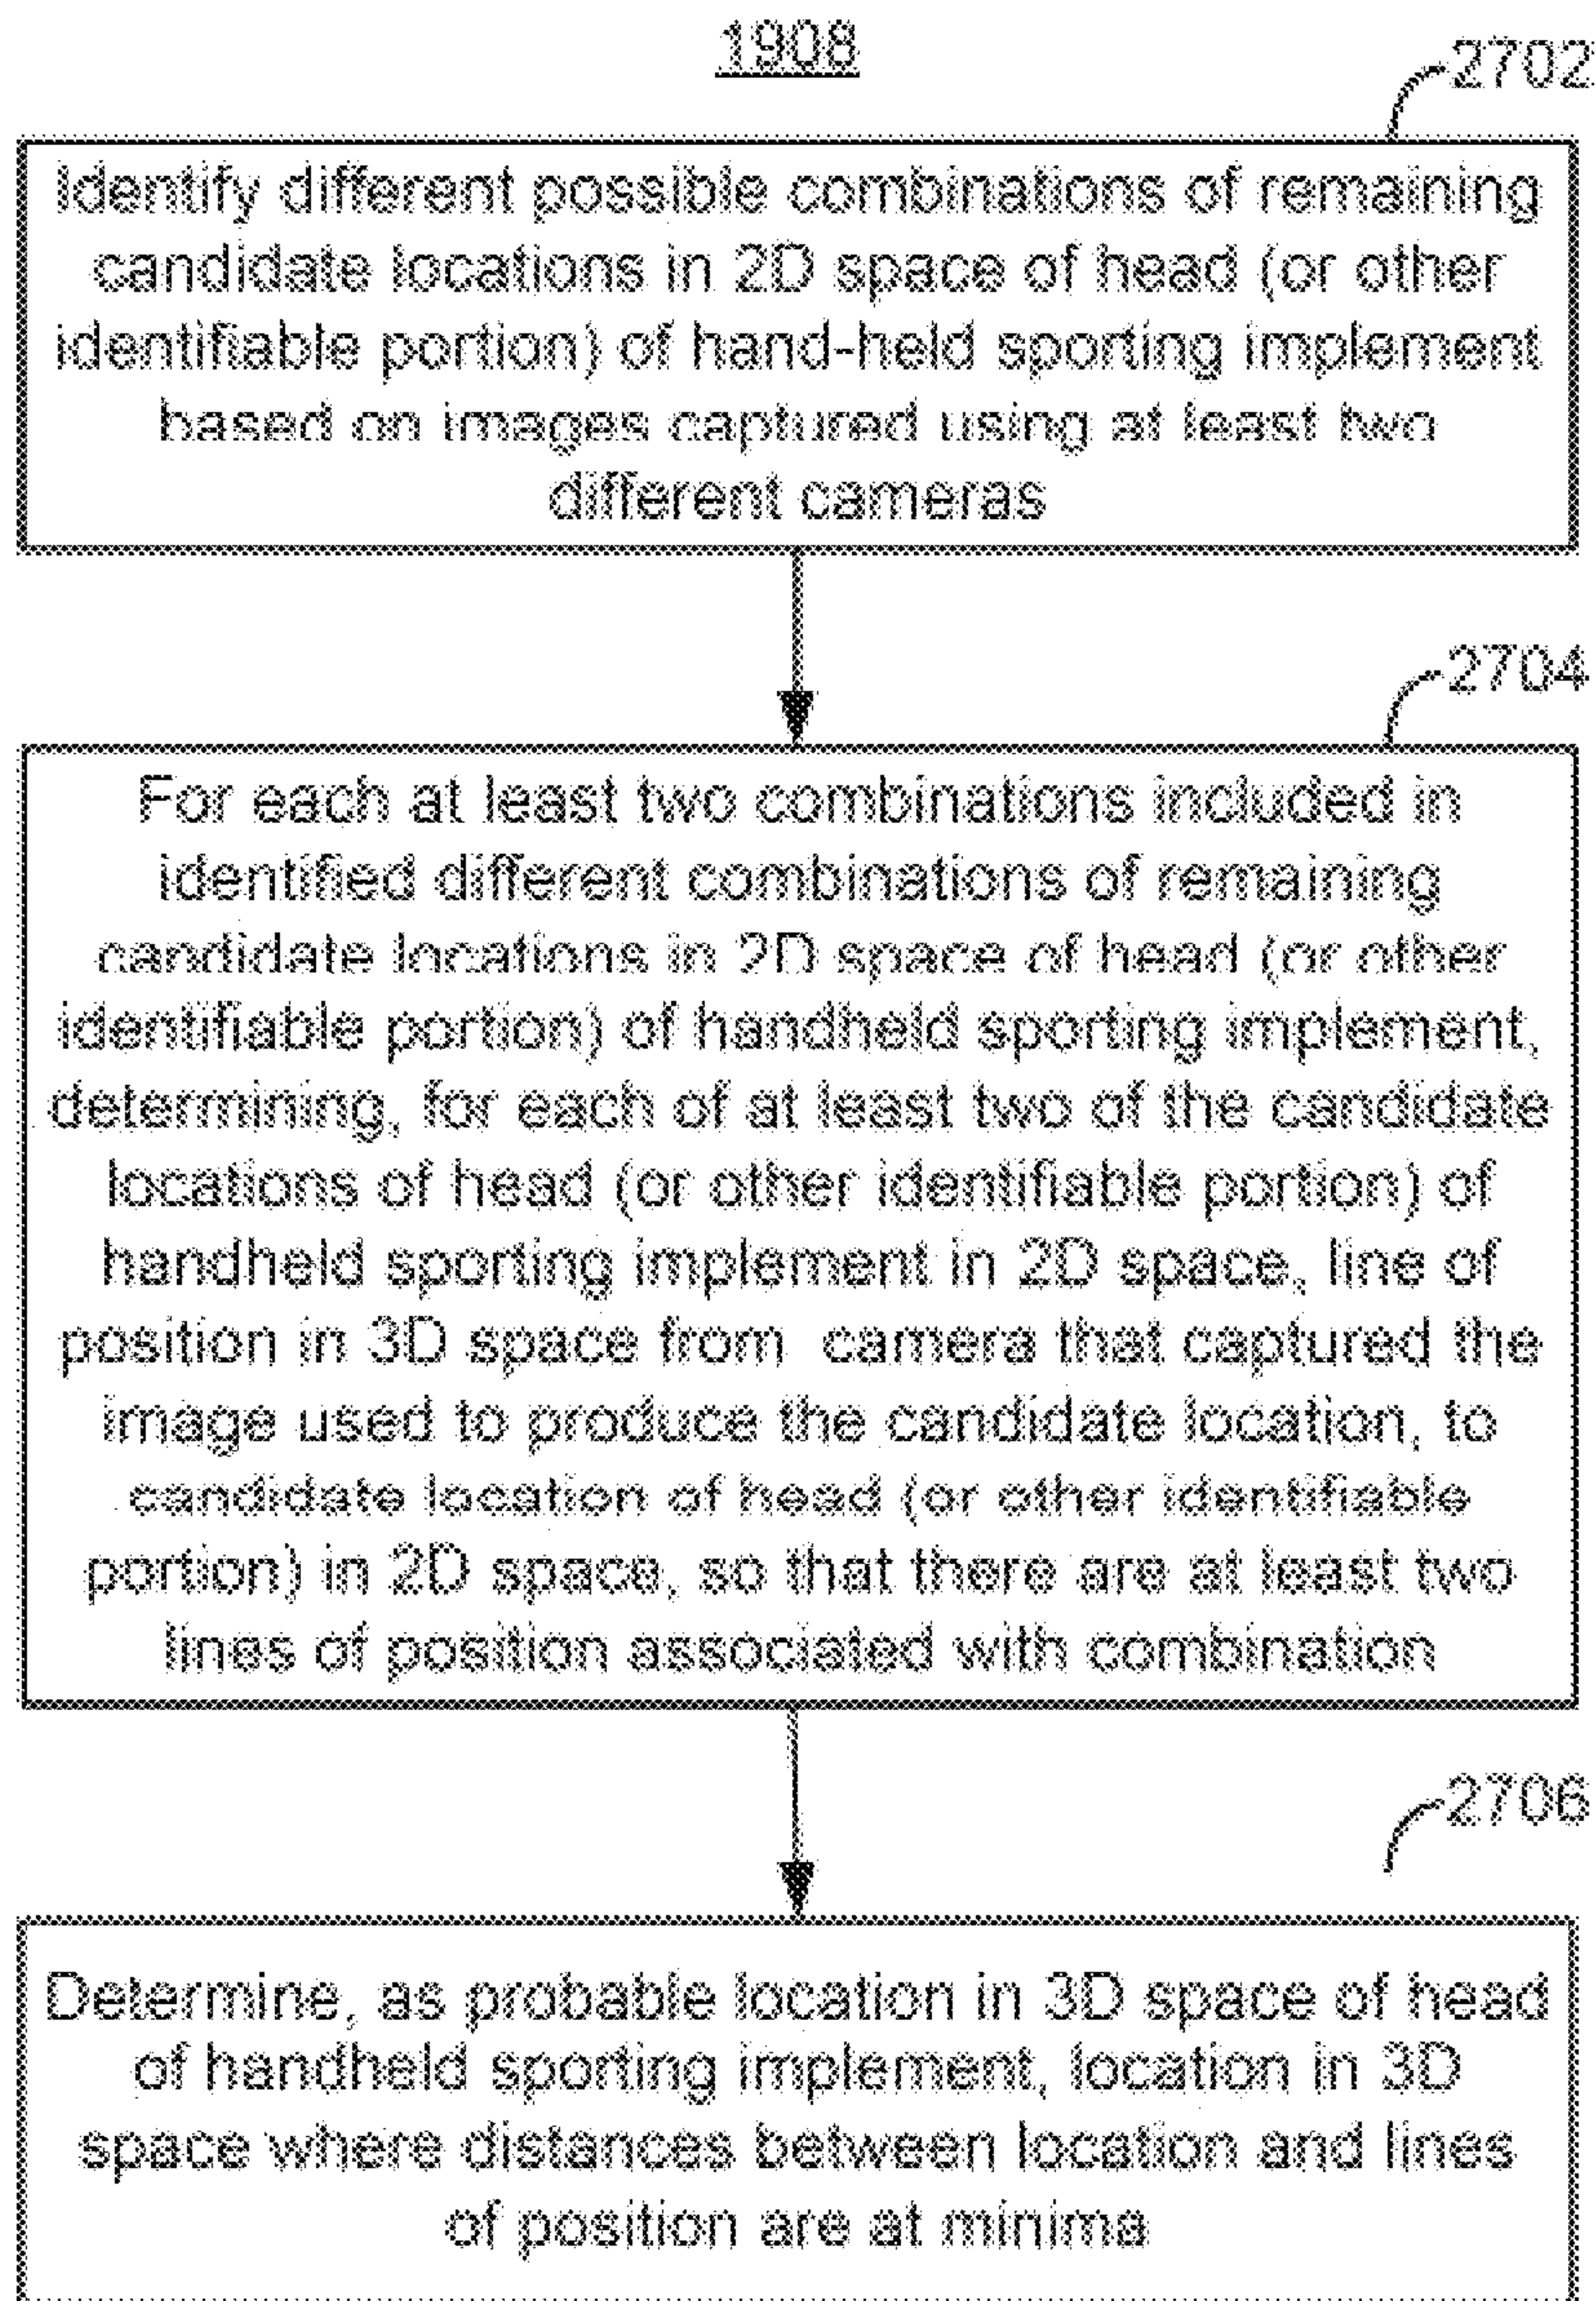 1908
2702
Identify different possible combinations of remaining
candidate locations in 2D space of head (or other
identifiable portion) of hand-held sporting implement
based on images captured using at least two
different cameras
2704
For each at least two combinations included in
identified different combinations of remaining
candidate locations in 2D space of head (or other
identifiable portion) of handheld sporting implement,
determining, for each of at least two of the candidate
locations of head (or other identifiable portion) of
handheld sporting implement in 2D space, line of
position in 3D space from camera that captured the
image used to produce the candidate location, to
candidate location of head (or other identifiable
portion) in 2D space, so that there are at least two
lines of position associated with combination
2706
Determine, as probable location in 3D space of head
of handheld sporting implement, location in 3D
space where distances between location and lines
of position are at minima